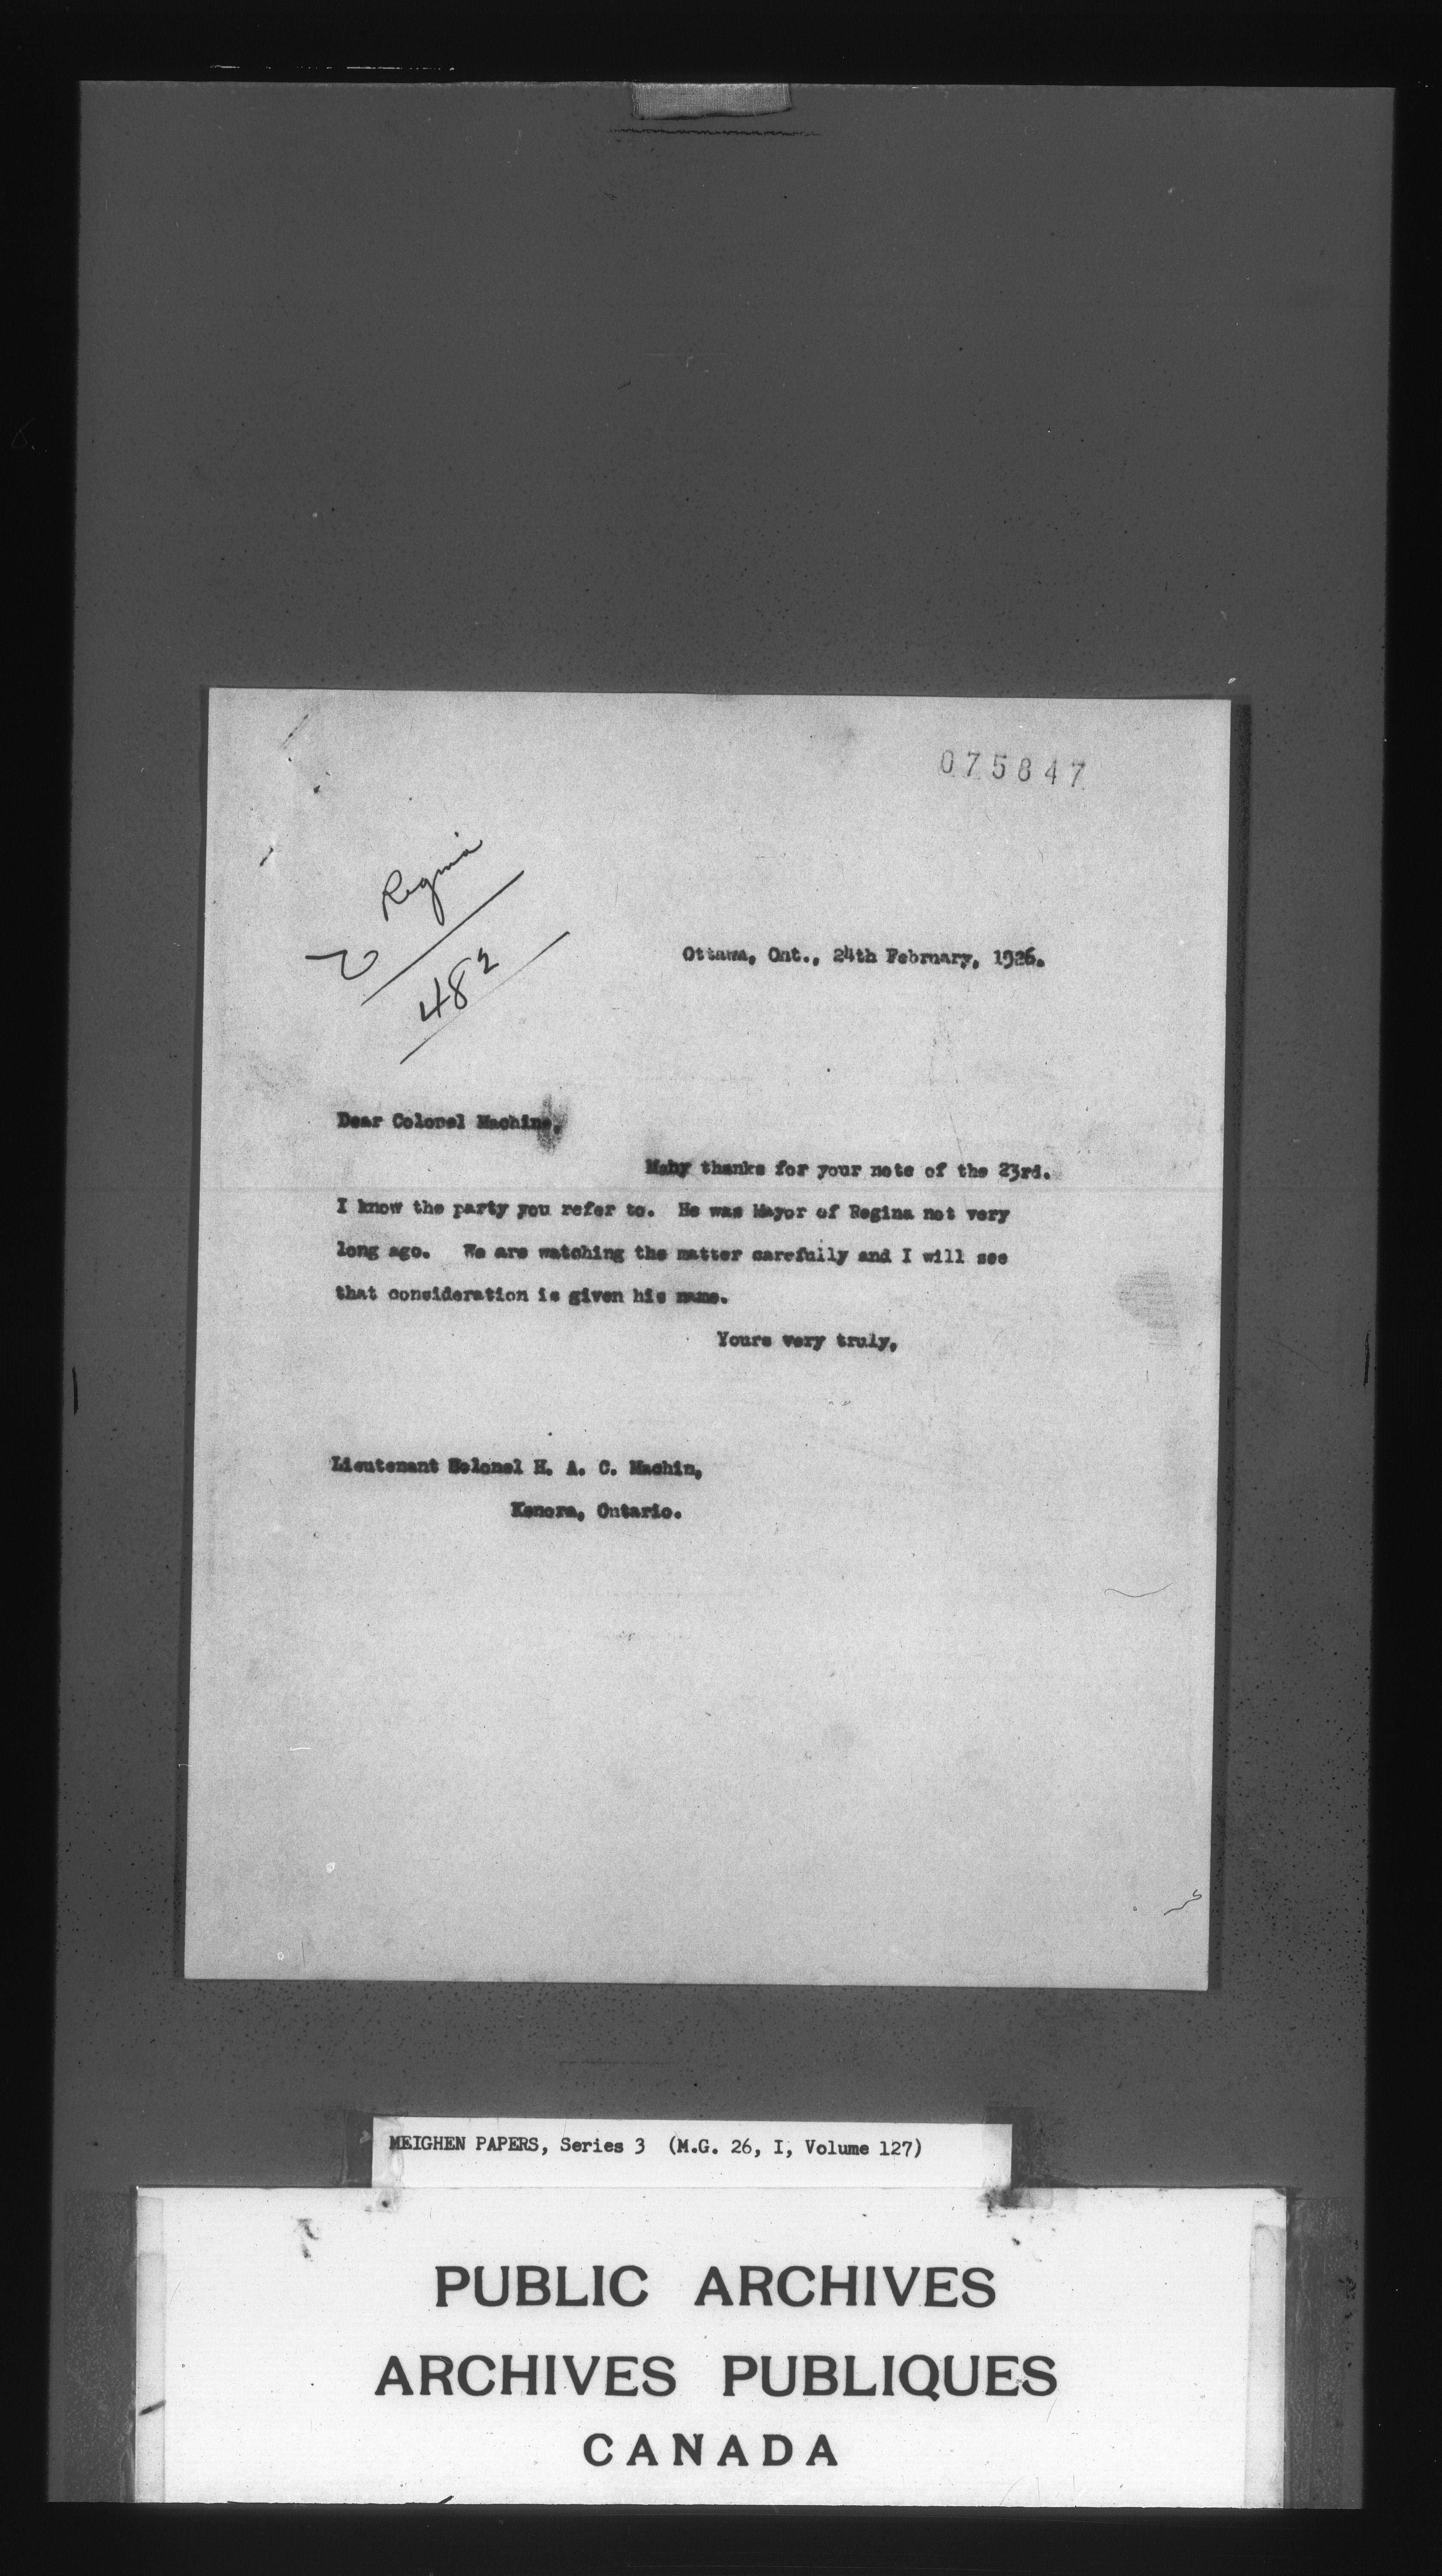 075847
Regina
482
Ottawa, Ont., 24th February, 1926.
Dear Colonel Machin,
Many thanks for your note of the 23rd.
I know the party you refer to. He was Mayor of Regina not very
long ago. We are watching the matter carefully and I will see
that consideration is given his name.
Yours very truly,
Lieutenant Colonel H. A. C. Machin,
Kenora, Ontario.
MEIGHEN PAPERS, Series 3 (M.G. 26, I, Volume 127)
PUBLIC ARCHIVES
ARCHIVES PUBLIQUES
CANADA